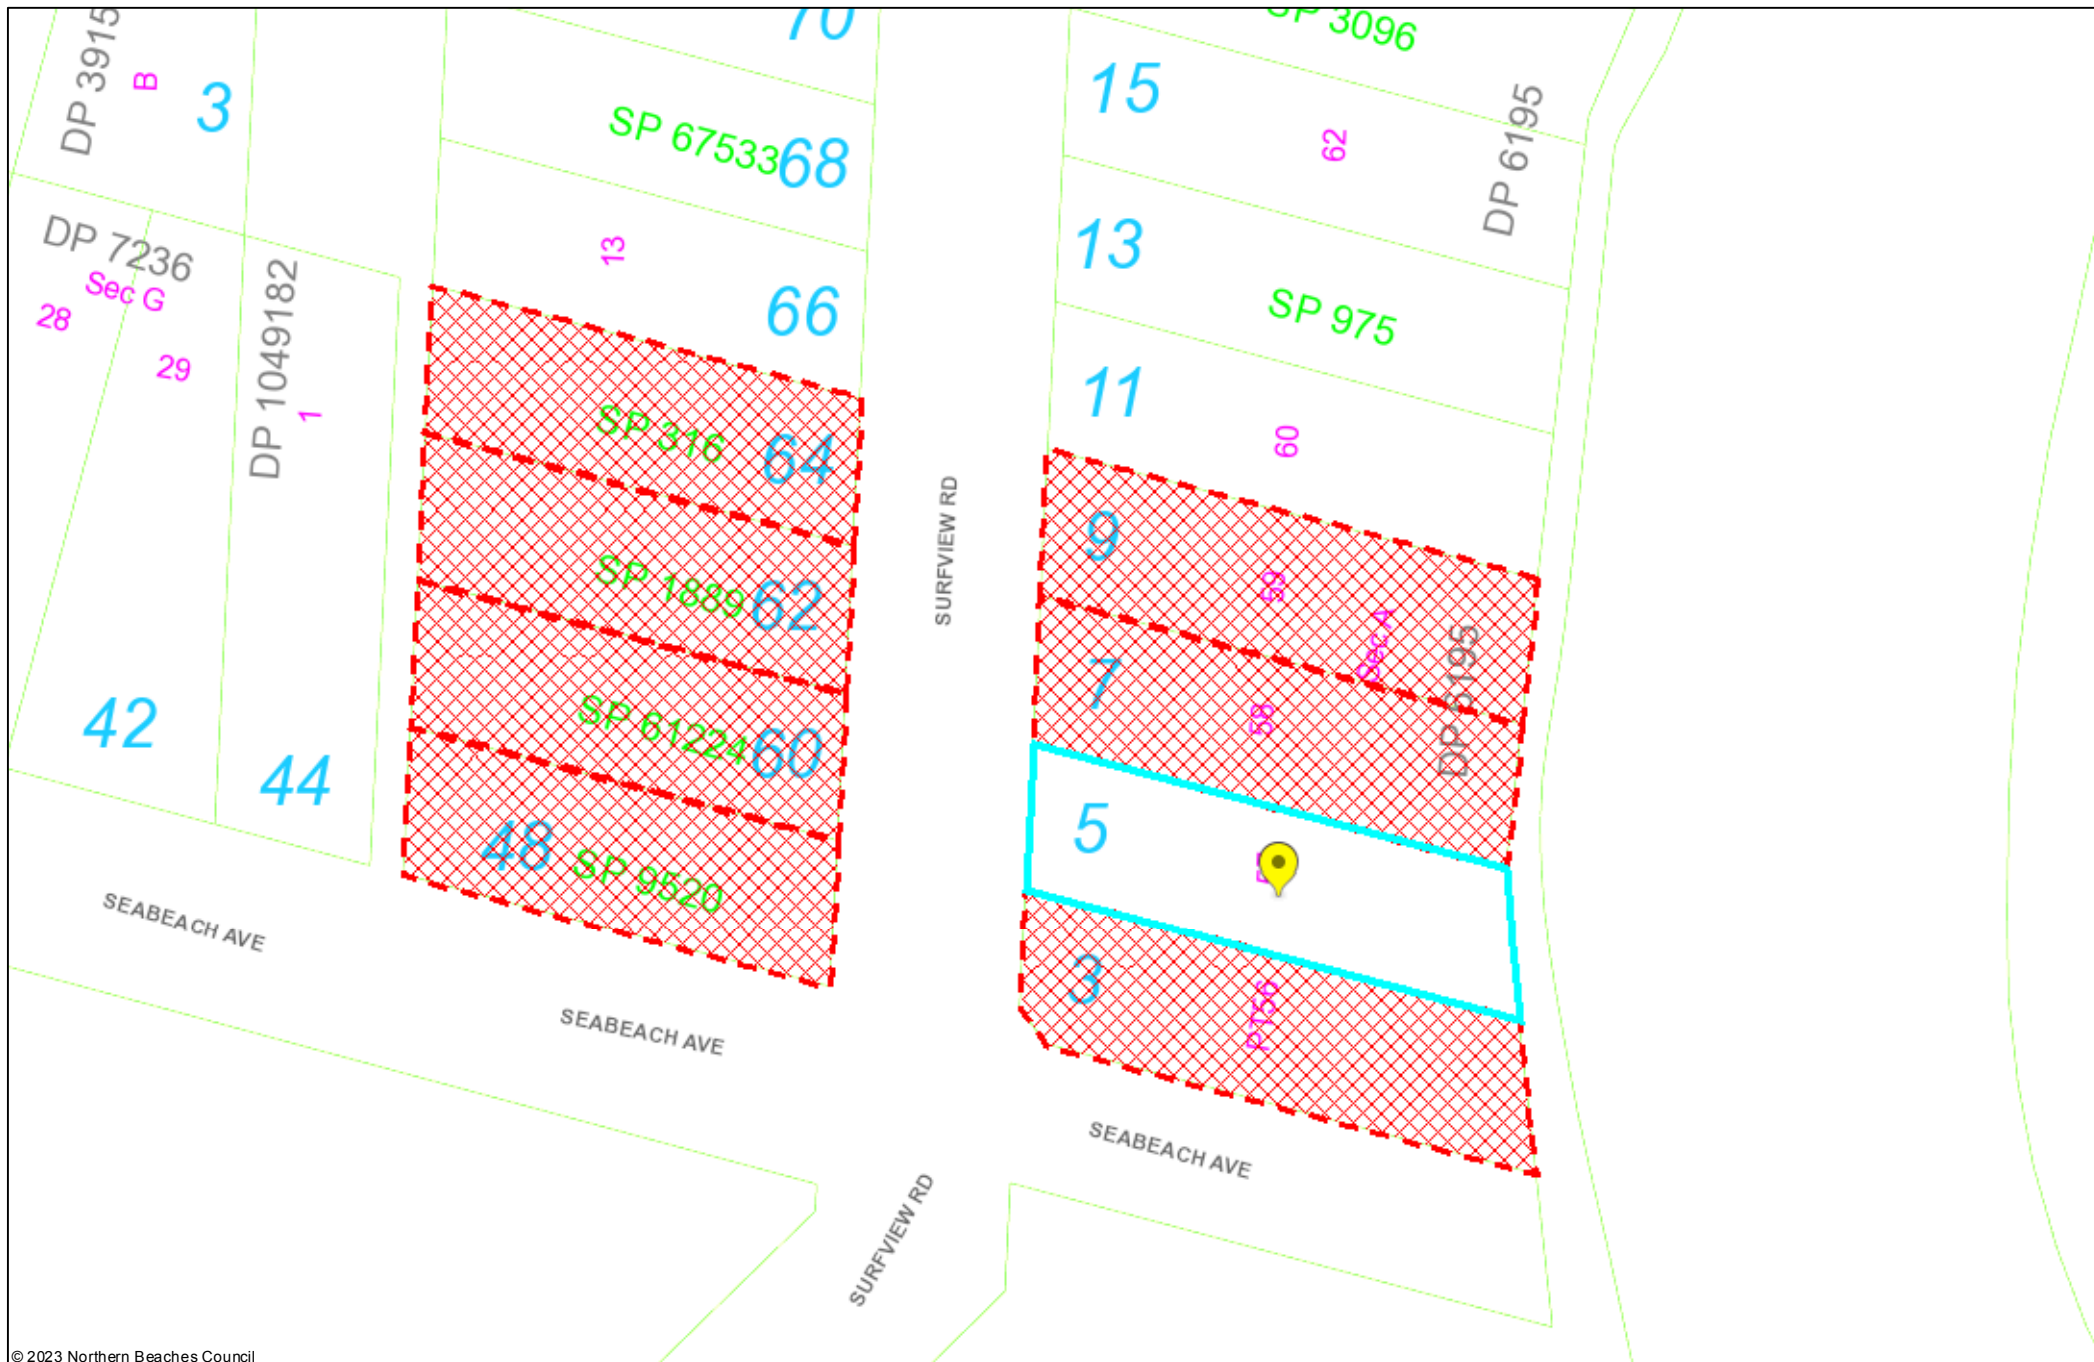 70
SP 3096
DP 3915
B
3
15
SP 67533
68
62
DP 6195
DP 7236
Sec G
28
29
DP 1049182
1
13
66
13
SP 975
11
60
SP 316
64
SURFVIEW RD
9
59
Sec A
DP 6195
SP 1889
62
7
58
SP 61224
60
42
44
48
SP 9520
5
3
PT56
SEABEACH AVE
SEABEACH AVE
SEABEACH AVE
SURFVIEW RD
© 2023 Northern Beaches Council